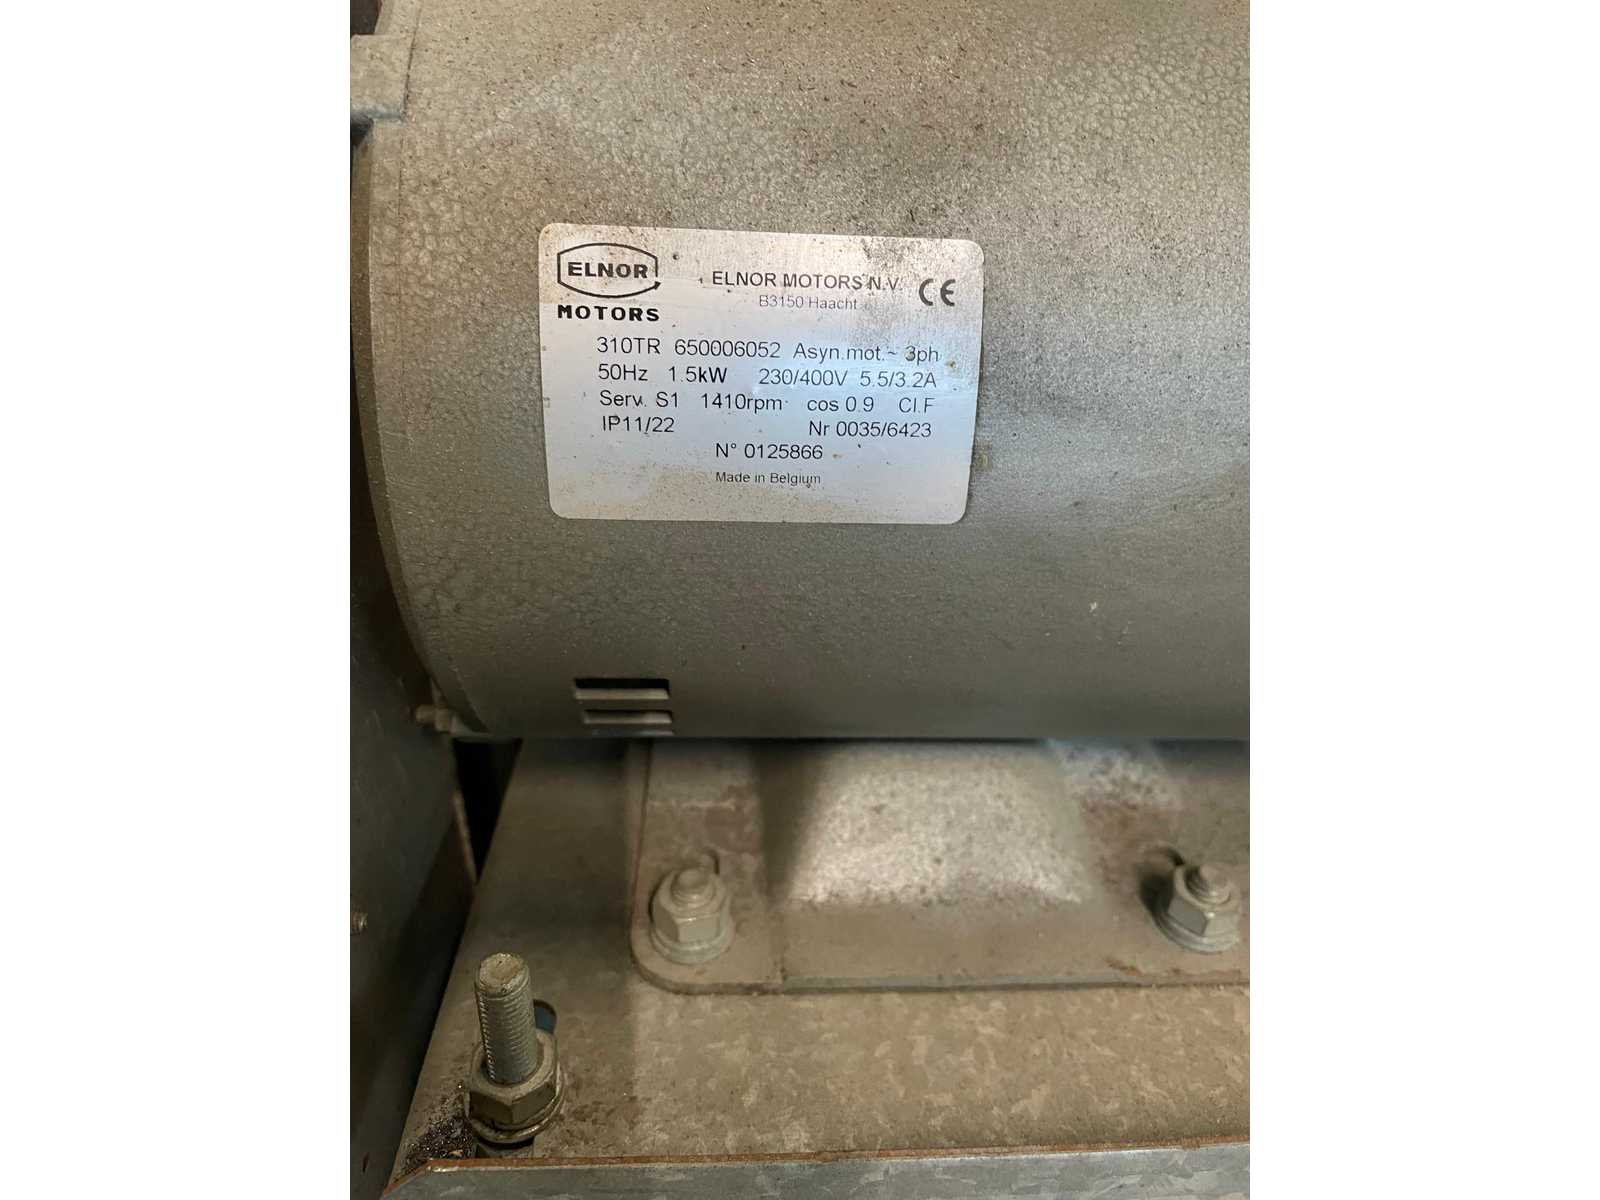 ELNOR
MOTORS
ELNOR MOTORS N.V.
B3150 Haacht
CE
310TR 650006052 Asyn.mot.~ 3ph
50Hz 1.5kW 230/400V 5.5/3.2A
Serv. S1 1410rpm cos 0.9 Cl.F
IP11/22 Nr 0035/6423
N° 0125866
Made in Belgium